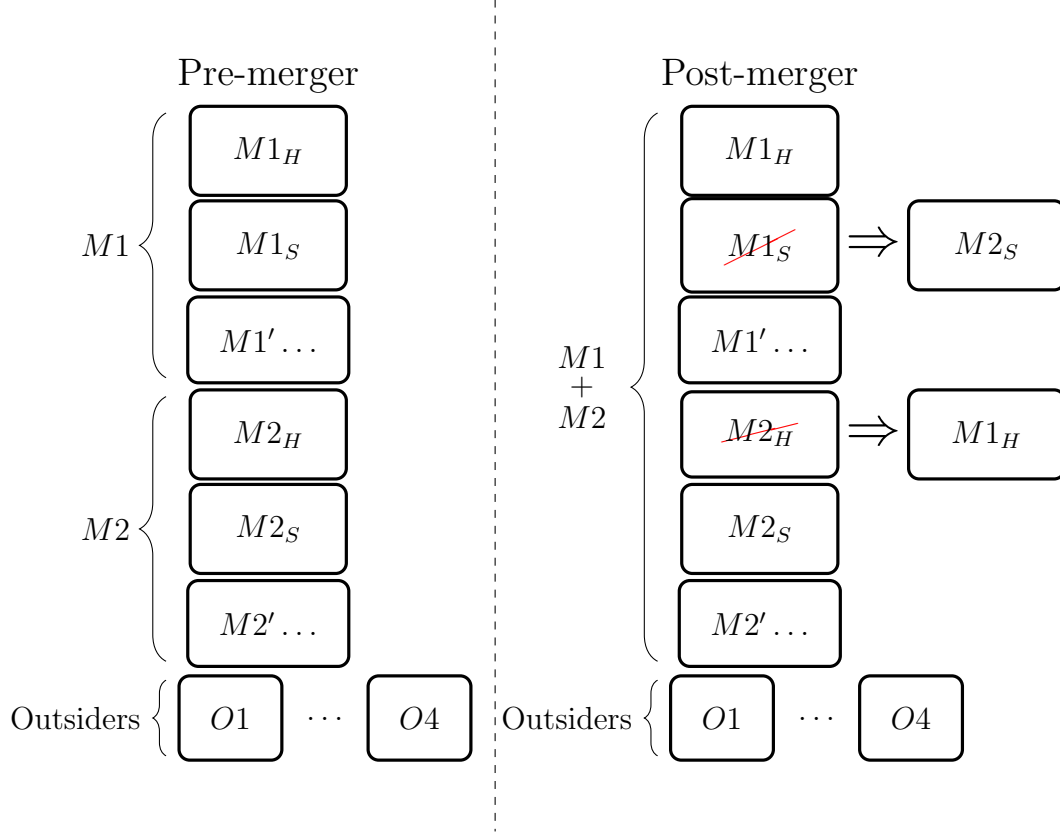 Pre-merger
M1_H
M1
M1_S
M1′ …
M2_H
M2
M2_S
M2′ …
Outsiders
O1 … O4
Post-merger
M1_H
M1_S ⇒ M2_S
M1′ …
M1
+
M2
M2_H ⇒ M1_H
M2_S
M2′ …
Outsiders
O1 … O4